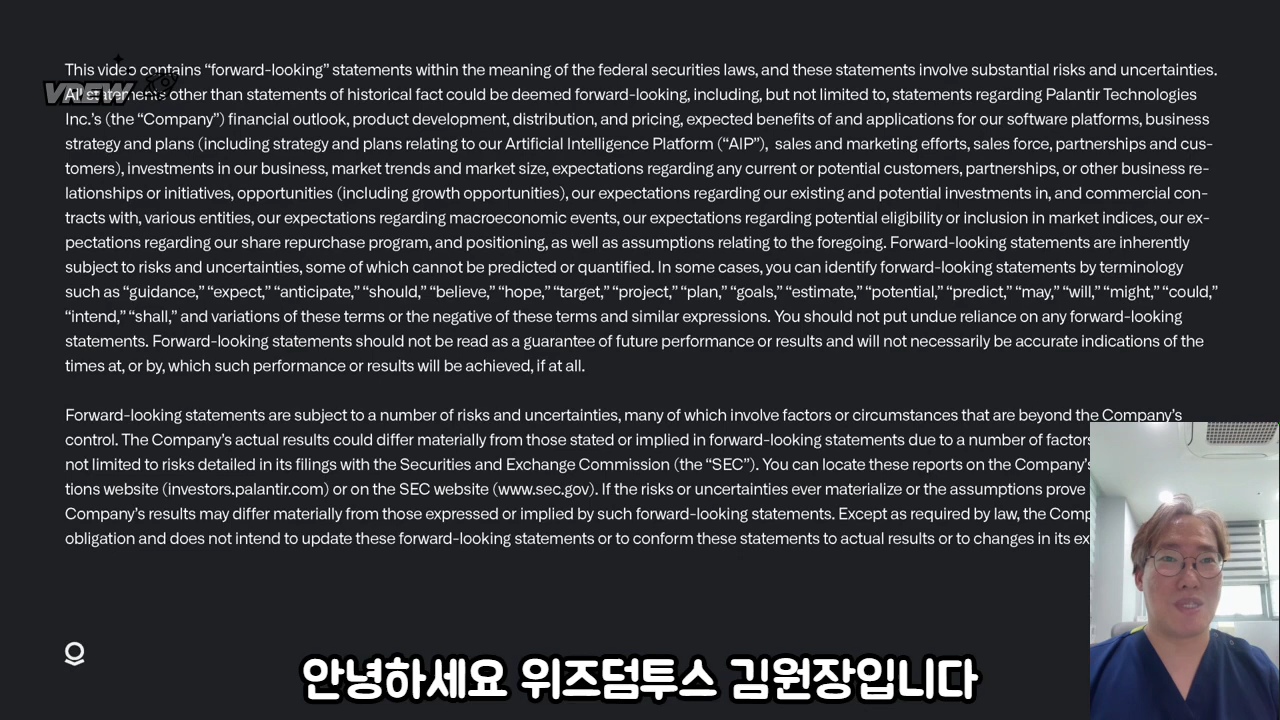 This video contains “forward-looking” statements within the meaning of the federal securities laws, and these statements involve substantial risks and uncertainties.
VREW
All statements other than statements of historical fact could be deemed forward-looking, including, but not limited to, statements regarding Palantir Technologies
Inc.’s (the “Company”) financial outlook, product development, distribution, and pricing, expected benefits of and applications for our software platforms, business
strategy and plans (including strategy and plans relating to our Artificial Intelligence Platform (“AIP”), sales and marketing efforts, sales force, partnerships and cus-
tomers), investments in our business, market trends and market size, expectations regarding any current or potential customers, partnerships, or other business re-
lationships or initiatives, opportunities (including growth opportunities), our expectations regarding our existing and potential investments in, and commercial con-
tracts with, various entities, our expectations regarding macroeconomic events, our expectations regarding potential eligibility or inclusion in market indices, our ex-
pectations regarding our share repurchase program, and positioning, as well as assumptions relating to the foregoing. Forward-looking statements are inherently
subject to risks and uncertainties, some of which cannot be predicted or quantified. In some cases, you can identify forward-looking statements by terminology
such as “guidance,” “expect,” “anticipate,” “should,” “believe,” “hope,” “target,” “project,” “plan,” “goals,” “estimate,” “potential,” “predict,” “may,” “will,” “might,” “could,”
“intend,” “shall,” and variations of these terms or the negative of these terms and similar expressions. You should not put undue reliance on any forward-looking
statements. Forward-looking statements should not be read as a guarantee of future performance or results and will not necessarily be accurate indications of the
times at, or by, which such performance or results will be achieved, if at all.
Forward-looking statements are subject to a number of risks and uncertainties, many of which involve factors or circumstances that are beyond the Company’s
control. The Company’s actual results could differ materially from those stated or implied in forward-looking statements due to a number of factors
not limited to risks detailed in its filings with the Securities and Exchange Commission (the “SEC”). You can locate these reports on the Company’s
tions website (investors.palantir.com) or on the SEC website (www.sec.gov). If the risks or uncertainties ever materialize or the assumptions prove
Company’s results may differ materially from those expressed or implied by such forward-looking statements. Except as required by law, the
obligation and does not intend to update these forward-looking statements or to conform these statements to actual results or to changes in its
안녕하세요 위즈덤투스 김원장입니다